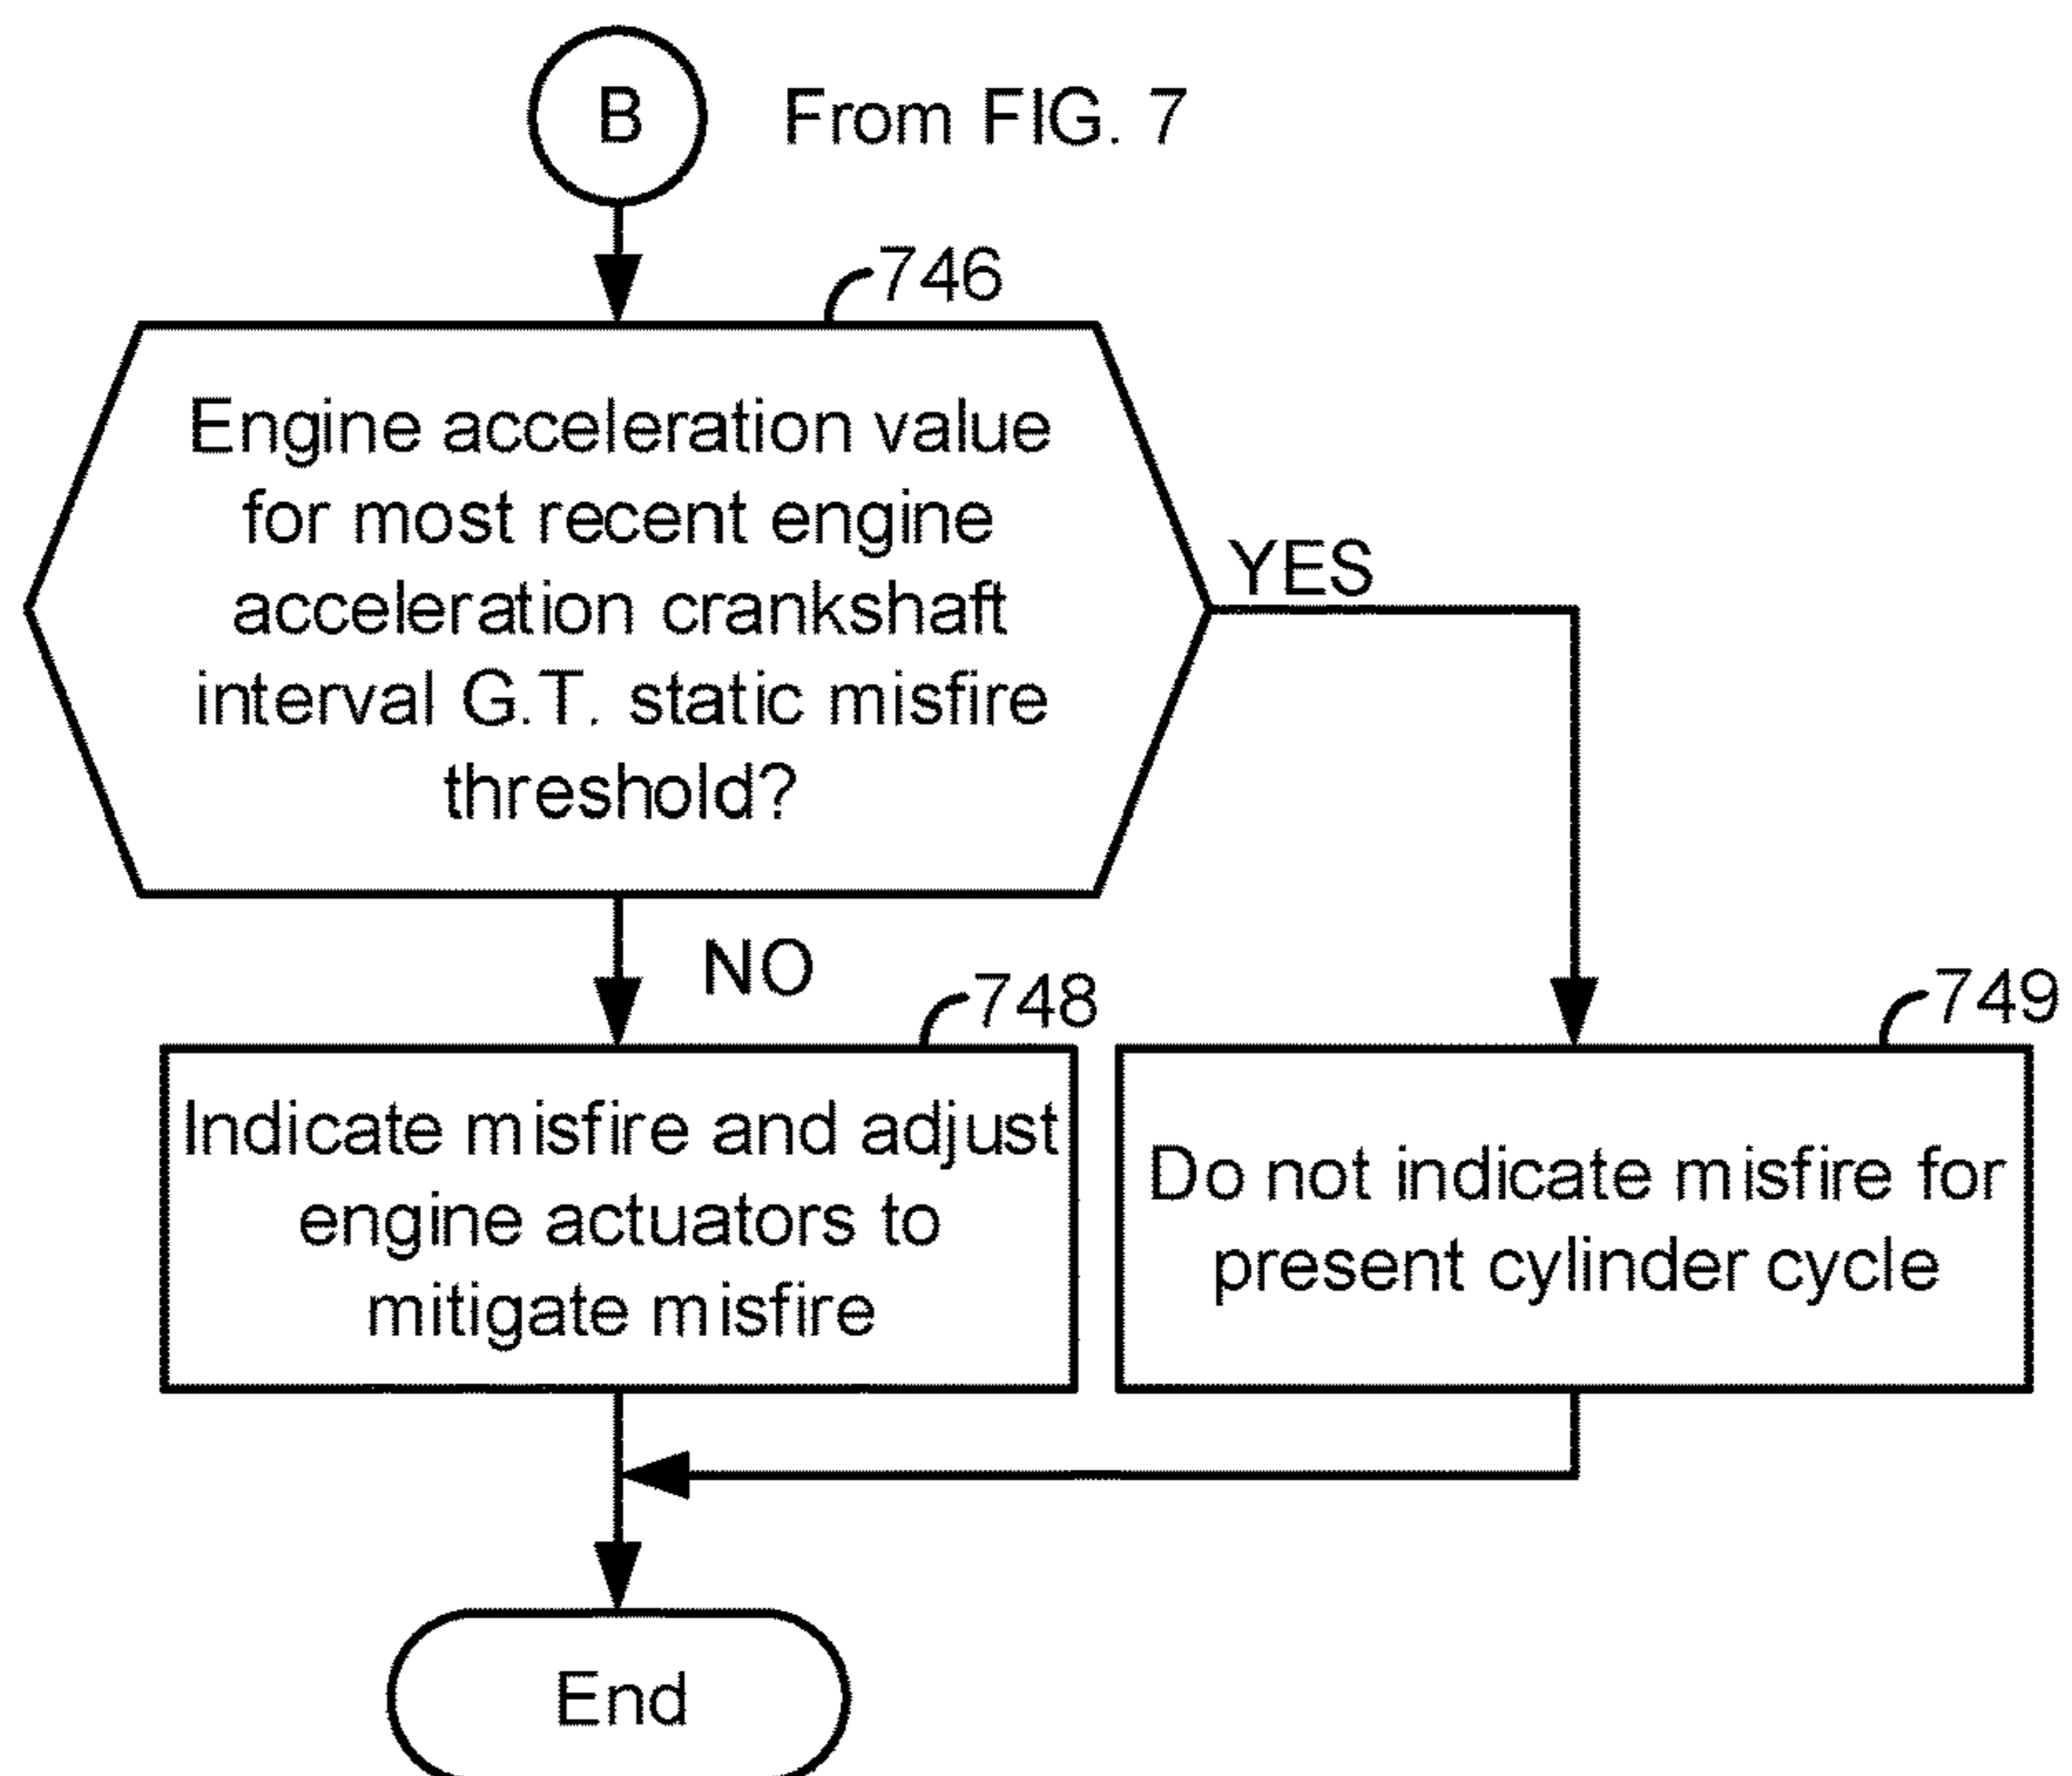 B
From FIG. 7
746
Engine acceleration value
for most recent engine
acceleration crankshaft
interval G.T. static misfire
threshold?
YES
NO
748
749
Indicate misfire and adjust
engine actuators to
mitigate misfire
Do not indicate misfire for
present cylinder cycle
End